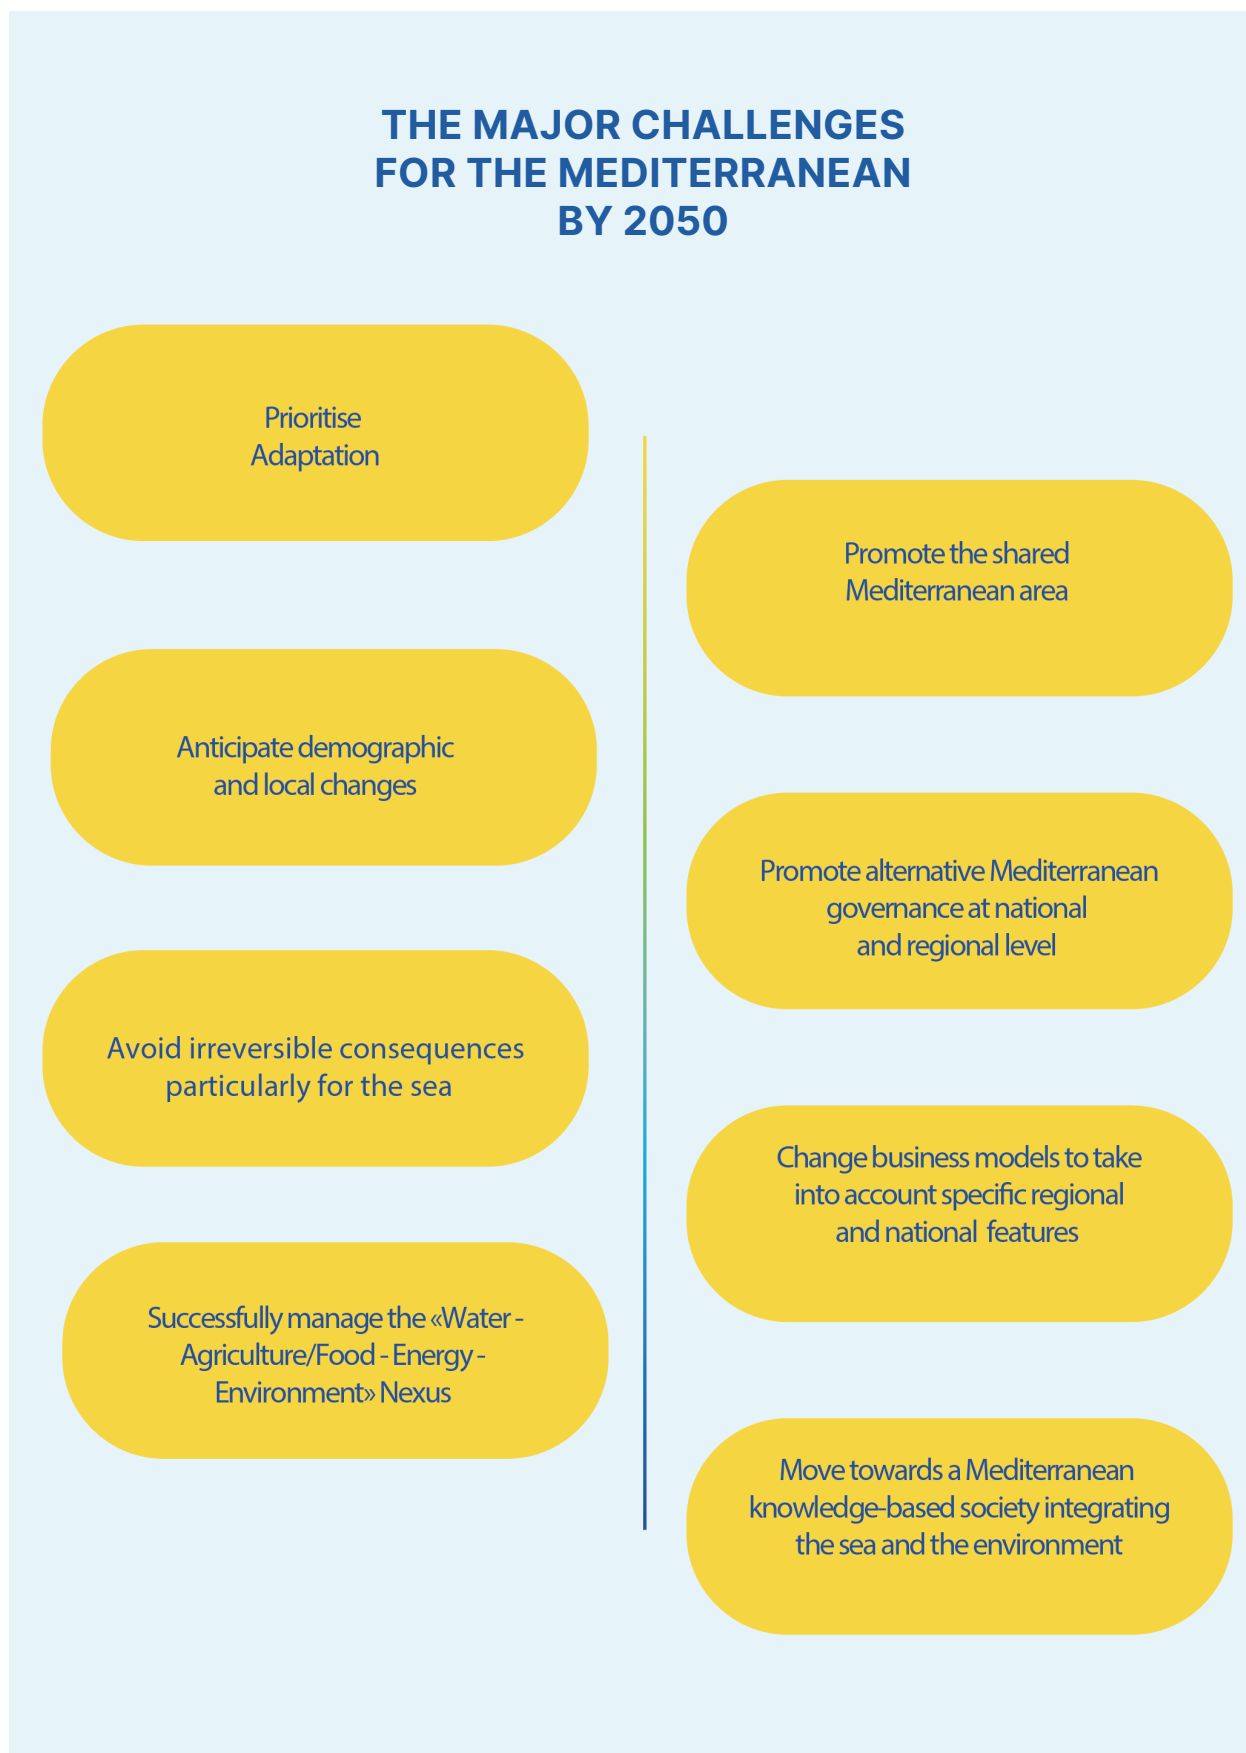 THE MAJOR CHALLENGES
FOR THE MEDITERRANEAN
BY 2050
Prioritise
Adaptation
Promote the shared
Mediterranean area
Anticipate demographic
and local changes
Promote alternative Mediterranean
governance at national
and regional level
Avoid irreversible consequences
particularly for the sea
Change business models to take
into account specific regional
and national features
Successfully manage the «Water -
Agriculture/Food - Energy -
Environment» Nexus
Move towards a Mediterranean
knowledge-based society integrating
the sea and the environment